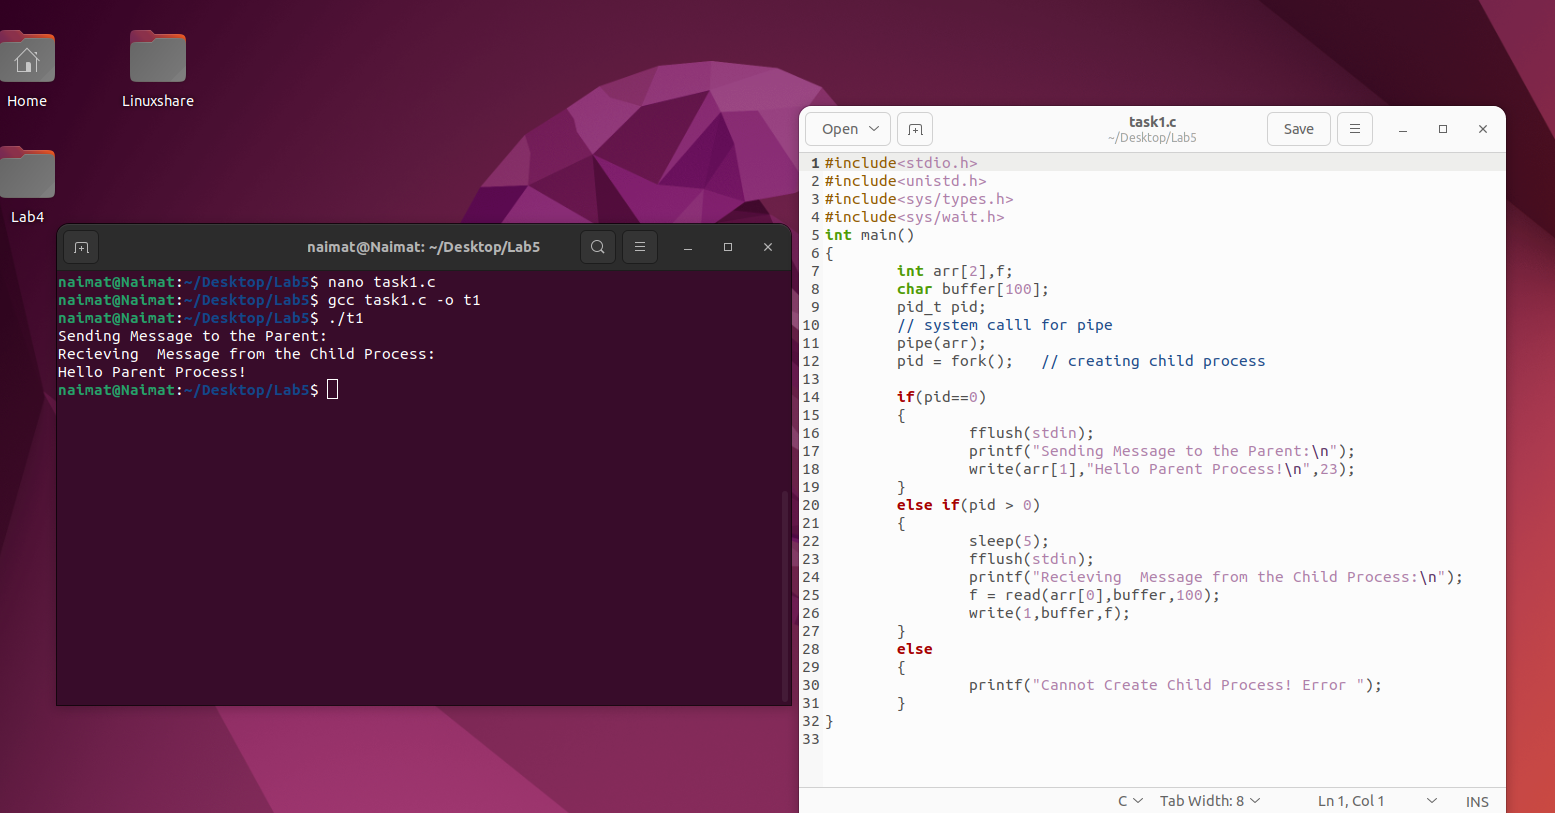 Home
Linuxshare
Lab4
naimat@Naimat: ~/Desktop/Lab5
naimat@Naimat:~/Desktop/Lab5$ nano task1.c
naimat@Naimat:~/Desktop/Lab5$ gcc task1.c -o t1
naimat@Naimat:~/Desktop/Lab5$ ./t1
Sending Message to the Parent:
Recieving  Message from the Child Process:
Hello Parent Process!
naimat@Naimat:~/Desktop/Lab5$
Open
task1.c
~/Desktop/Lab5
Save
1 #include<stdio.h>
2 #include<unistd.h>
3 #include<sys/types.h>
4 #include<sys/wait.h>
5 int main()
6 {
7         int arr[2],f;
8         char buffer[100];
9         pid_t pid;
10         // system calll for pipe
11         pipe(arr);
12         pid = fork();   // creating child process
13
14         if(pid==0)
15         {
16                 fflush(stdin);
17                 printf("Sending Message to the Parent:\n");
18                 write(arr[1],"Hello Parent Process!\n",23);
19         }
20         else if(pid > 0)
21         {
22                 sleep(5);
23                 fflush(stdin);
24                 printf("Recieving  Message from the Child Process:\n");
25                 f = read(arr[0],buffer,100);
26                 write(1,buffer,f);
27         }
28         else
29         {
30                 printf("Cannot Create Child Process! Error ");
31         }
32 }
33
C
Tab Width: 8
Ln 1, Col 1
INS